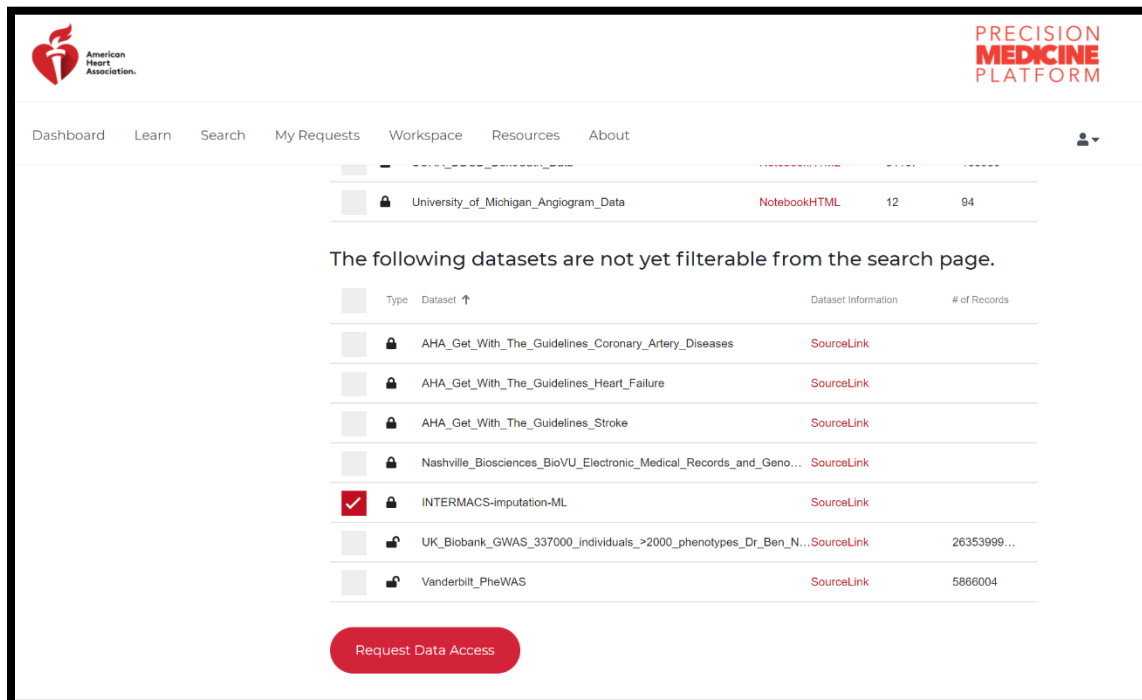 American
Heart
Association.
PRECISION
MEDICINE
PLATFORM
Dashboard Learn Search My Requests Workspace Resources About
University_of_Michigan_Angiogram_Data NotebookHTML 12 94
The following datasets are not yet filterable from the search page.
Type Dataset ↑ Dataset Information # of Records
AHA_Get_With_The_Guidelines_Coronary_Artery_Diseases SourceLink
AHA_Get_With_The_Guidelines_Heart_Failure SourceLink
AHA_Get_With_The_Guidelines_Stroke SourceLink
Nashville_Biosciences_BioVU_Electronic_Medical_Records_and_Geno... SourceLink
INTERMACS-imputation-ML SourceLink
UK_Biobank_GWAS_337000_individuals_>2000_phenotypes_Dr_Ben_N... SourceLink 26353999...
Vanderbilt_PheWAS SourceLink 5866004
Request Data Access